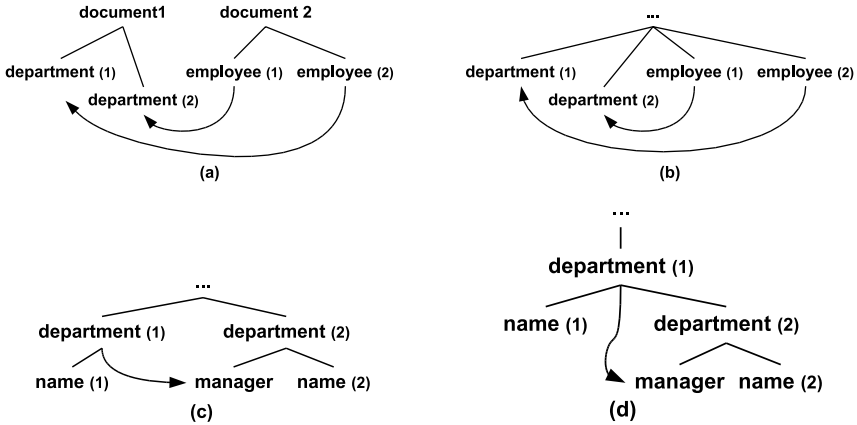 document1 document 2
department (1) employee (1) employee (2)
department (2)
(a)
...
department (1) employee (1) employee (2)
department (2)
(b)
...
department (1) department (2)
name (1) manager name (2)
(c)
...
department (1)
name (1) department (2)
manager name (2)
(d)